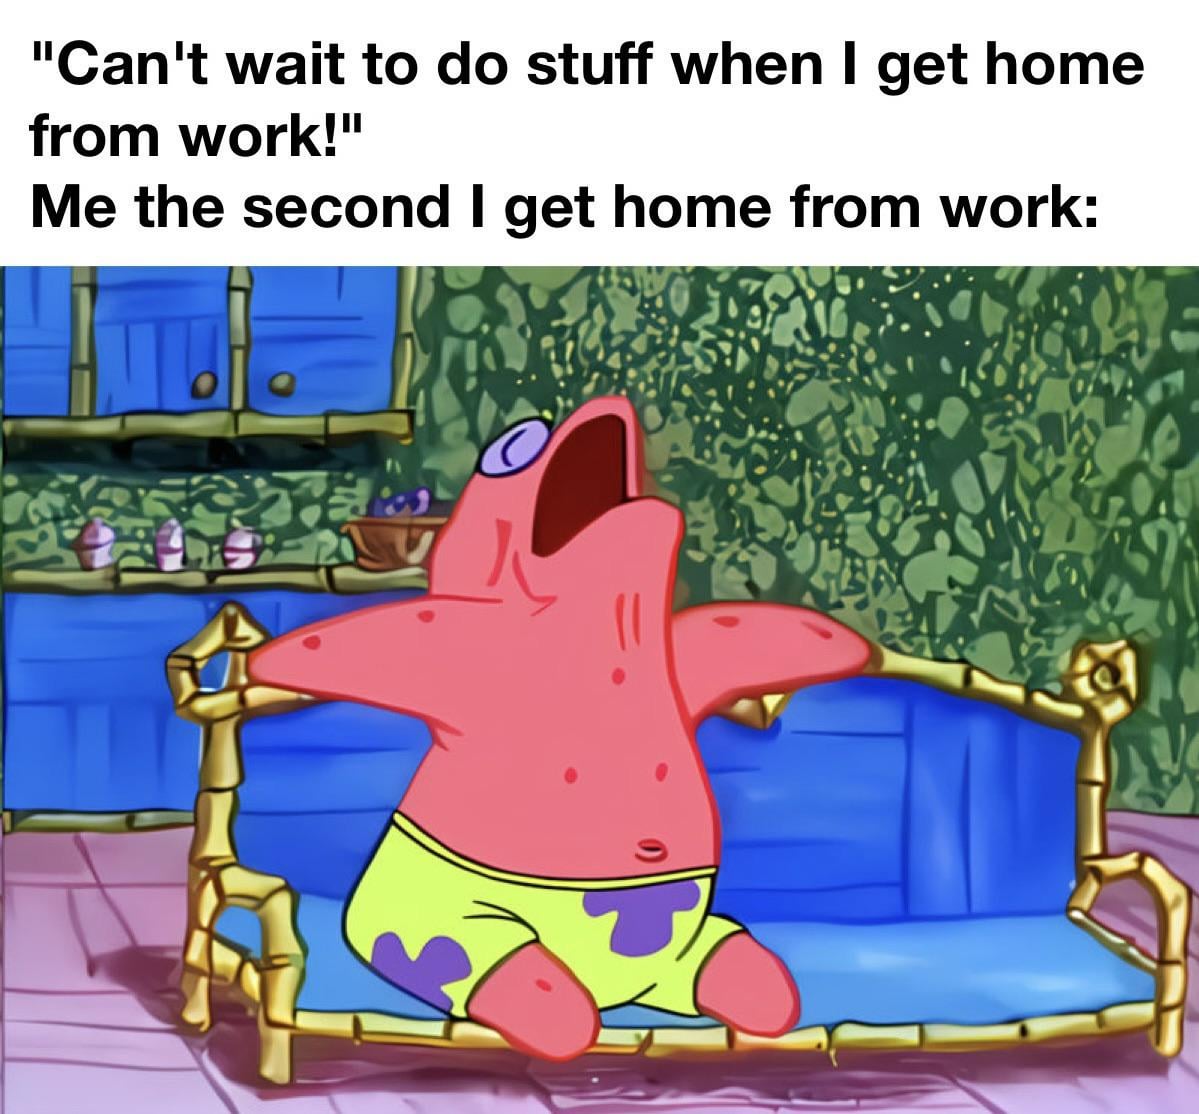 "Can't wait to do stuff when I get home
from work!"
Me the second I get home from work: